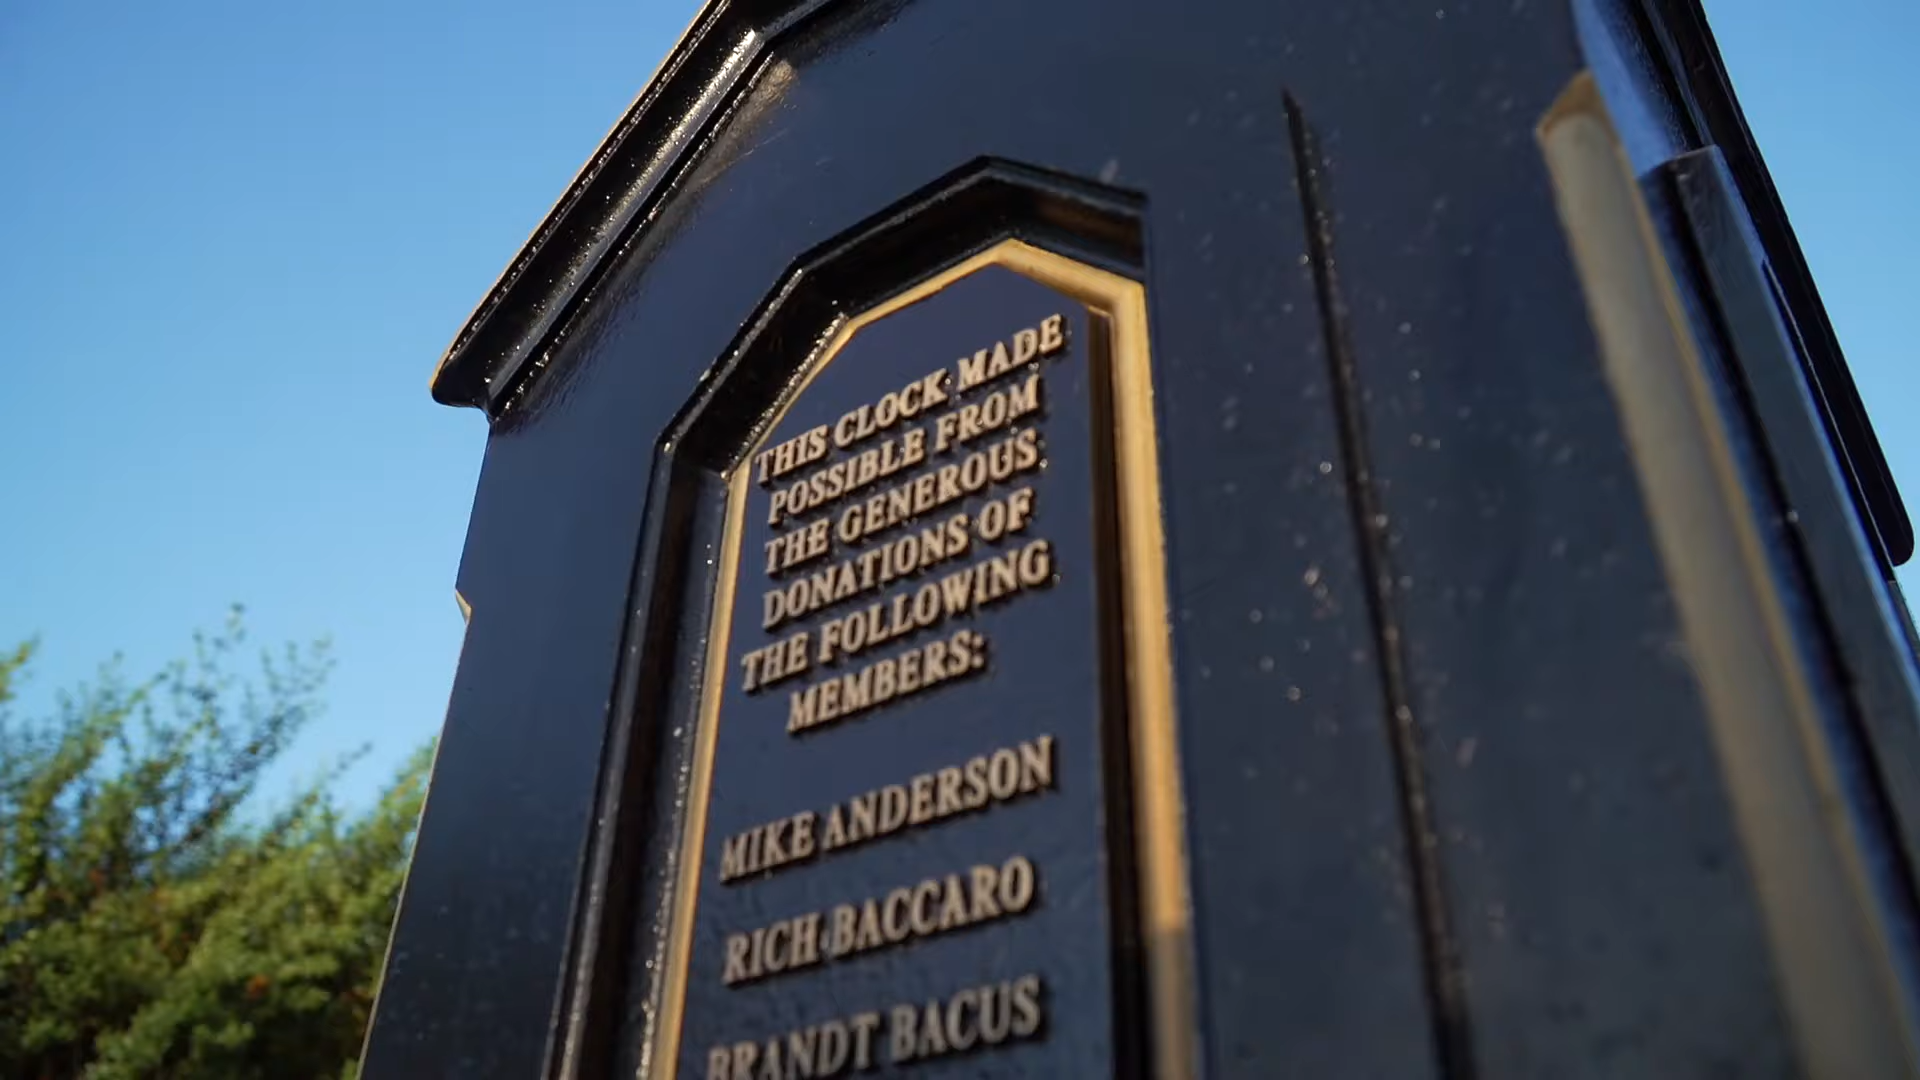 THIS CLOCK MADE
POSSIBLE FROM
THE GENEROUS
DONATIONS OF
THE FOLLOWING
MEMBERS:
MIKE ANDERSON
RICH BACCARO
BRANDT BACUS